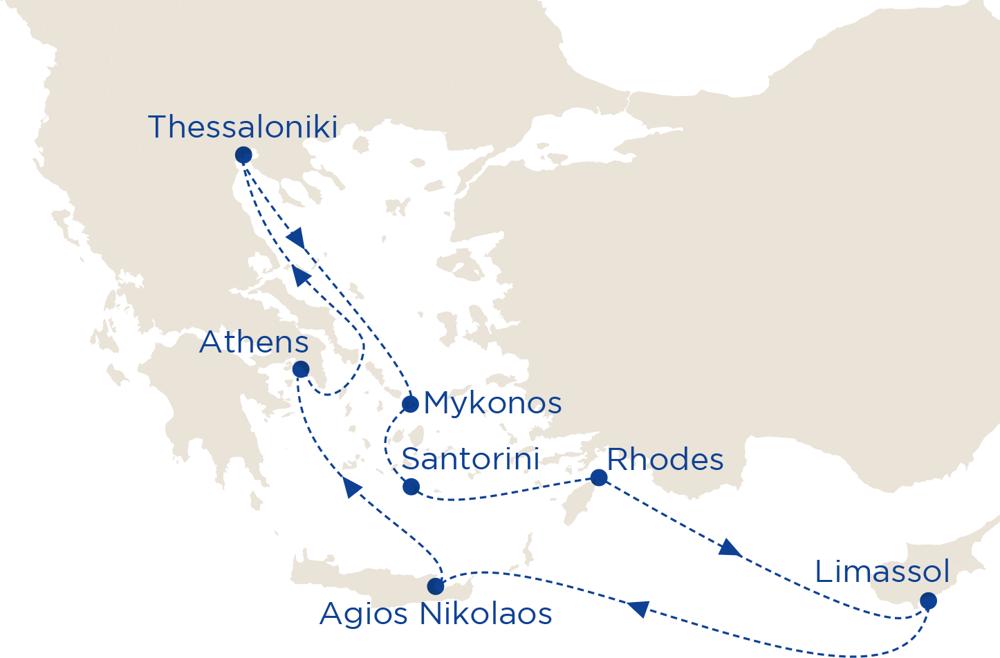 Thessaloniki
Athens
Mykonos
Santorini
Rhodes
Limassol
Agios Nikolaos